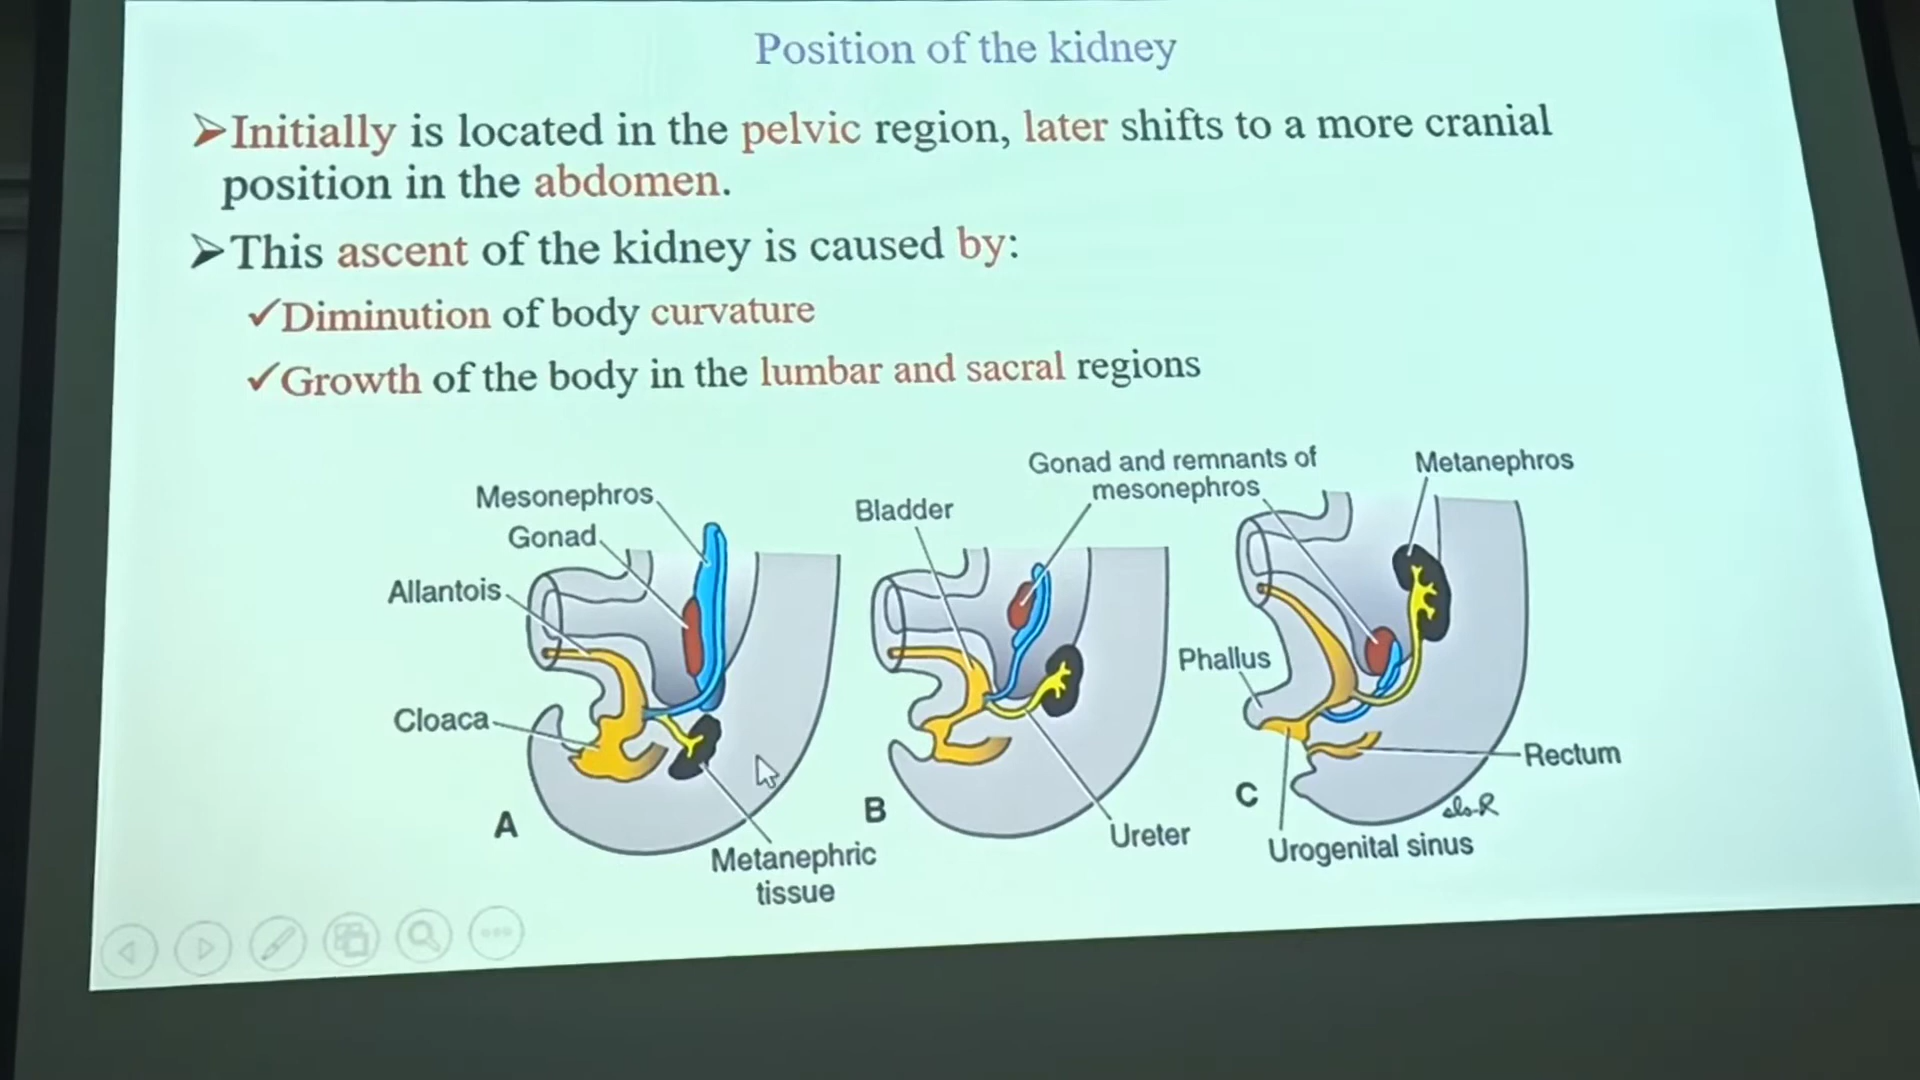 Position of the kidney
➢Initially is located in the pelvic region, later shifts to a more cranial
position in the abdomen.
➢This ascent of the kidney is caused by:
✓Diminution of body curvature
✓Growth of the body in the lumbar and sacral regions
Mesonephros
Gonad
Allantois
Cloaca
A
Metanephric
tissue
Bladder
Gonad and remnants of
mesonephros
B
Ureter
Metanephros
Phallus
C
Rectum
Urogenital sinus